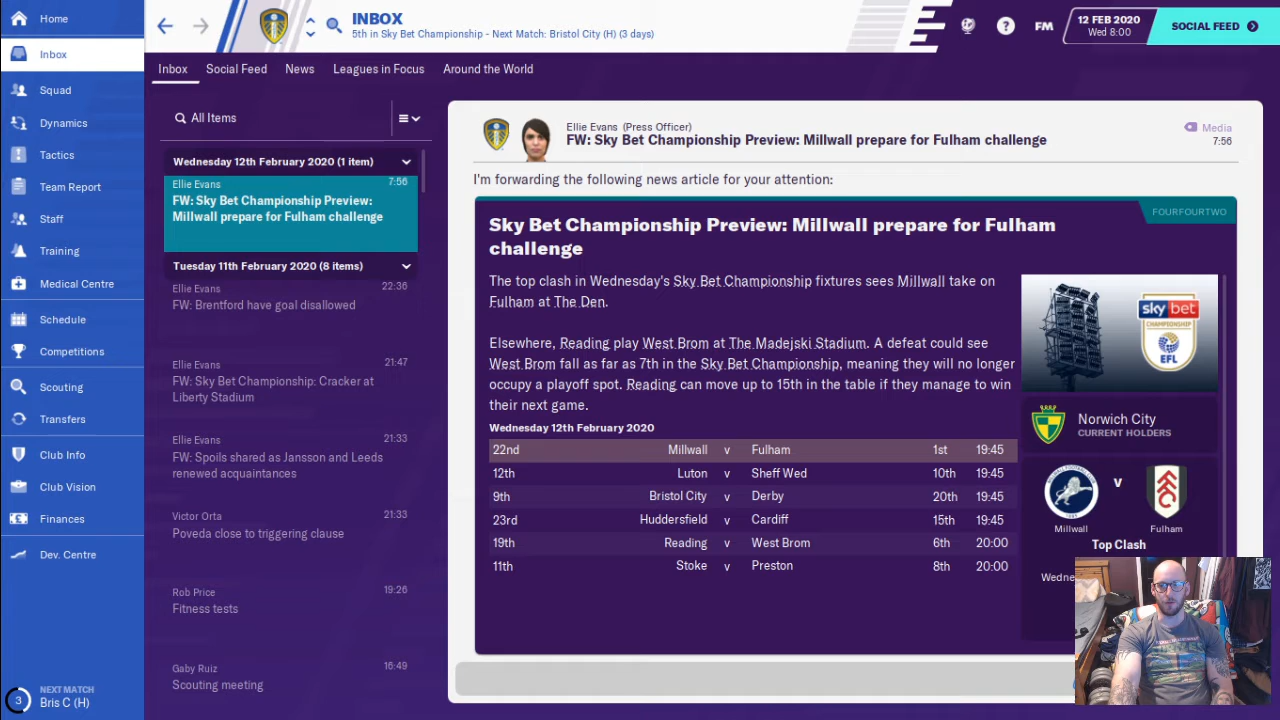 Home
Inbox
Squad
Dynamics
Tactics
Team Report
Staff
Training
Medical Centre
Schedule
Competitions
Scouting
Transfers
Club Info
Club Vision
Finances
Dev. Centre
3
NEXT MATCH
Bris C (H)
INBOX
5th in Sky Bet Championship - Next Match: Bristol City (H) (3 days)
?
FM
12 FEB 2020
Wed 8:00
SOCIAL FEED
Inbox
Social Feed
News
Leagues in Focus
Around the World
All Items
Wednesday 12th February 2020 (1 item)
Ellie Evans 7:56
FW: Sky Bet Championship Preview:
Millwall prepare for Fulham challenge
Tuesday 11th February 2020 (8 items)
Ellie Evans 22:36
FW: Brentford have goal disallowed
Ellie Evans 21:47
FW: Sky Bet Championship: Cracker at
Liberty Stadium
Ellie Evans 21:33
FW: Spoils shared as Jansson and Leeds
renewed acquaintances
Victor Orta 21:33
Poveda close to triggering clause
Rob Price 19:26
Fitness tests
Gaby Ruiz 16:49
Scouting meeting
Ellie Evans (Press Officer)
FW: Sky Bet Championship Preview: Millwall prepare for Fulham challenge
Media
7:56
I'm forwarding the following news article for your attention:
FOURFOURTWO
Sky Bet Championship Preview: Millwall prepare for Fulham
challenge
The top clash in Wednesday's Sky Bet Championship fixtures sees Millwall take on
Fulham at The Den.
Elsewhere, Reading play West Brom at The Madejski Stadium. A defeat could see
West Brom fall as far as 7th in the Sky Bet Championship, meaning they will no longer
occupy a playoff spot. Reading can move up to 15th in the table if they manage to win
their next game.
Wednesday 12th February 2020
22nd Millwall v Fulham 1st 19:45
12th Luton v Sheff Wed 10th 19:45
9th Bristol City v Derby 20th 19:45
23rd Huddersfield v Cardiff 15th 19:45
19th Reading v West Brom 6th 20:00
11th Stoke v Preston 8th 20:00
sky bet
CHAMPIONSHIP
EFL
Norwich City
CURRENT HOLDERS
v
Millwall
Fulham
Top Clash